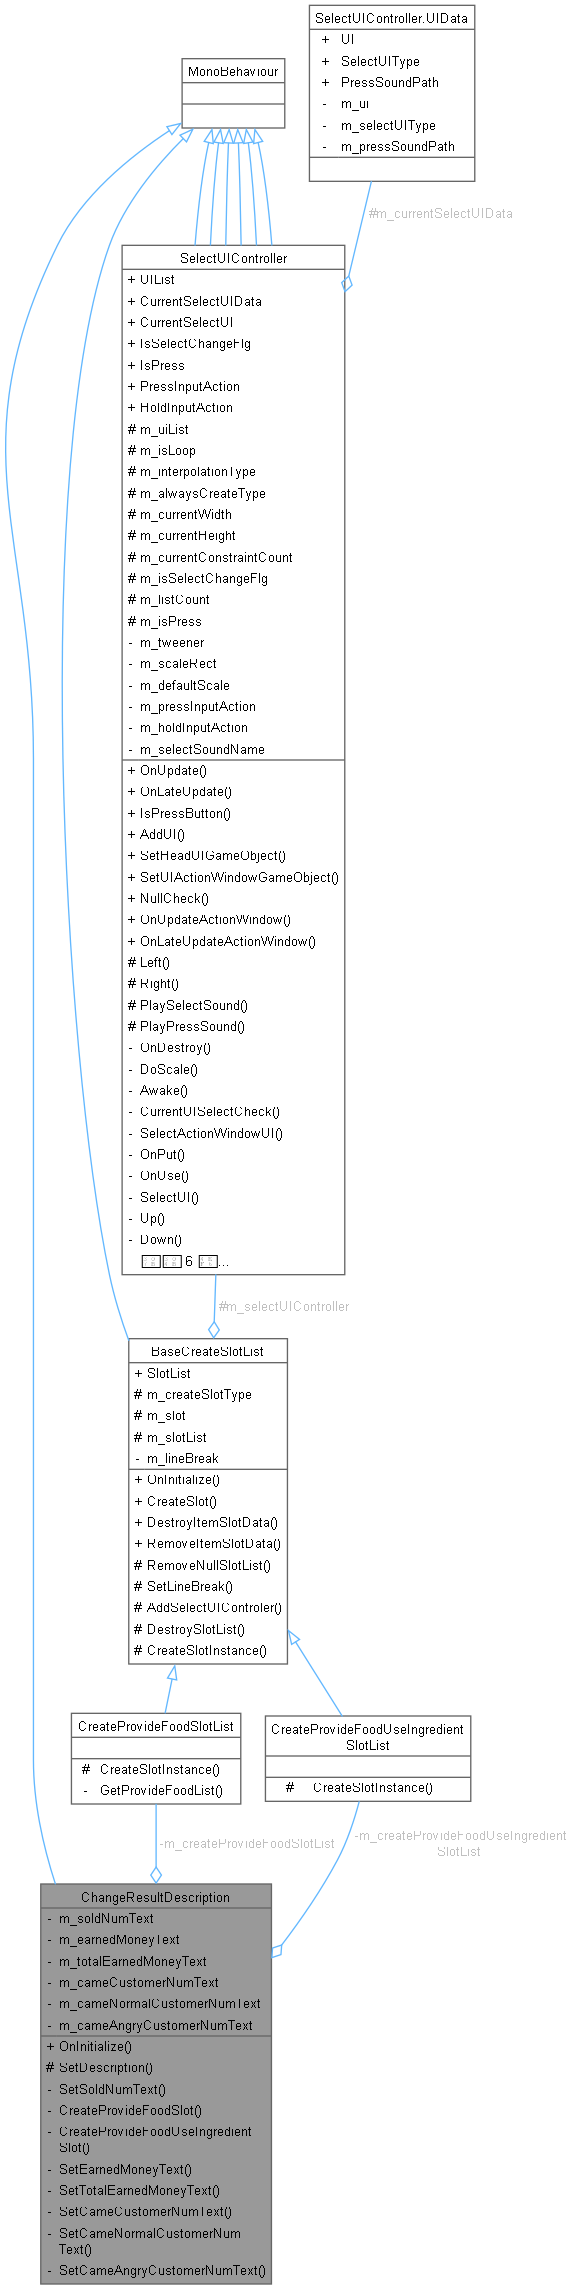 SelectUIController.UIData
+ UI
+ SelectUIType
+ PressSoundPath
- m_ui
- m_selectUIType
- m_pressSoundPath
MonoBehaviour
#m_currentSelectUIData
SelectUIController
+ UIList
+ CurrentSelectUIData
+ CurrentSelectUI
+ IsSelectChangeFlg
+ IsPress
+ PressInputAction
+ HoldInputAction
# m_uiList
# m_isLoop
# m_interpolationType
# m_alwaysCreateType
# m_currentWidth
# m_currentHeight
# m_currentConstraintCount
# m_isSelectChangeFlg
# m_listCount
# m_isPress
- m_tweener
- m_scaleRect
- m_defaultScale
- m_pressInputAction
- m_holdInputAction
- m_selectSoundName
+ OnUpdate()
+ OnLateUpdate()
+ IsPressButton()
+ AddUI()
+ SetHeadUIGameObject()
+ SetUIActionWindowGameObject()
+ NullCheck()
+ OnUpdateActionWindow()
+ OnLateUpdateActionWindow()
# Left()
# Right()
# PlaySelectSound()
# PlayPressSound()
- OnDestroy()
- DoScale()
- Awake()
- CurrentUISelectCheck()
- SelectActionWindowUI()
- OnPut()
- OnUse()
- SelectUI()
- Up()
- Down()
6 ...
#m_selectUIController
BaseCreateSlotList
+ SlotList
# m_createSlotType
# m_slot
# m_slotList
- m_lineBreak
+ OnInitialize()
+ CreateSlot()
+ DestroyItemSlotData()
+ RemoveItemSlotData()
# RemoveNullSlotList()
# SetLineBreak()
# AddSelectUIControler()
# DestroySlotList()
# CreateSlotInstance()
CreateProvideFoodSlotList
# CreateSlotInstance()
- GetProvideFoodList()
CreateProvideFoodUseIngredient
SlotList
# CreateSlotInstance()
-m_createProvideFoodSlotList
-m_createProvideFoodUseIngredient
SlotList
ChangeResultDescription
- m_soldNumText
- m_earnedMoneyText
- m_totalEarnedMoneyText
- m_cameCustomerNumText
- m_cameNormalCustomerNumText
- m_cameAngryCustomerNumText
+ OnInitialize()
# SetDescription()
- SetSoldNumText()
- CreateProvideFoodSlot()
- CreateProvideFoodUseIngredient
Slot()
- SetEarnedMoneyText()
- SetTotalEarnedMoneyText()
- SetCameCustomerNumText()
- SetCameNormalCustomerNum
Text()
- SetCameAngryCustomerNumText()